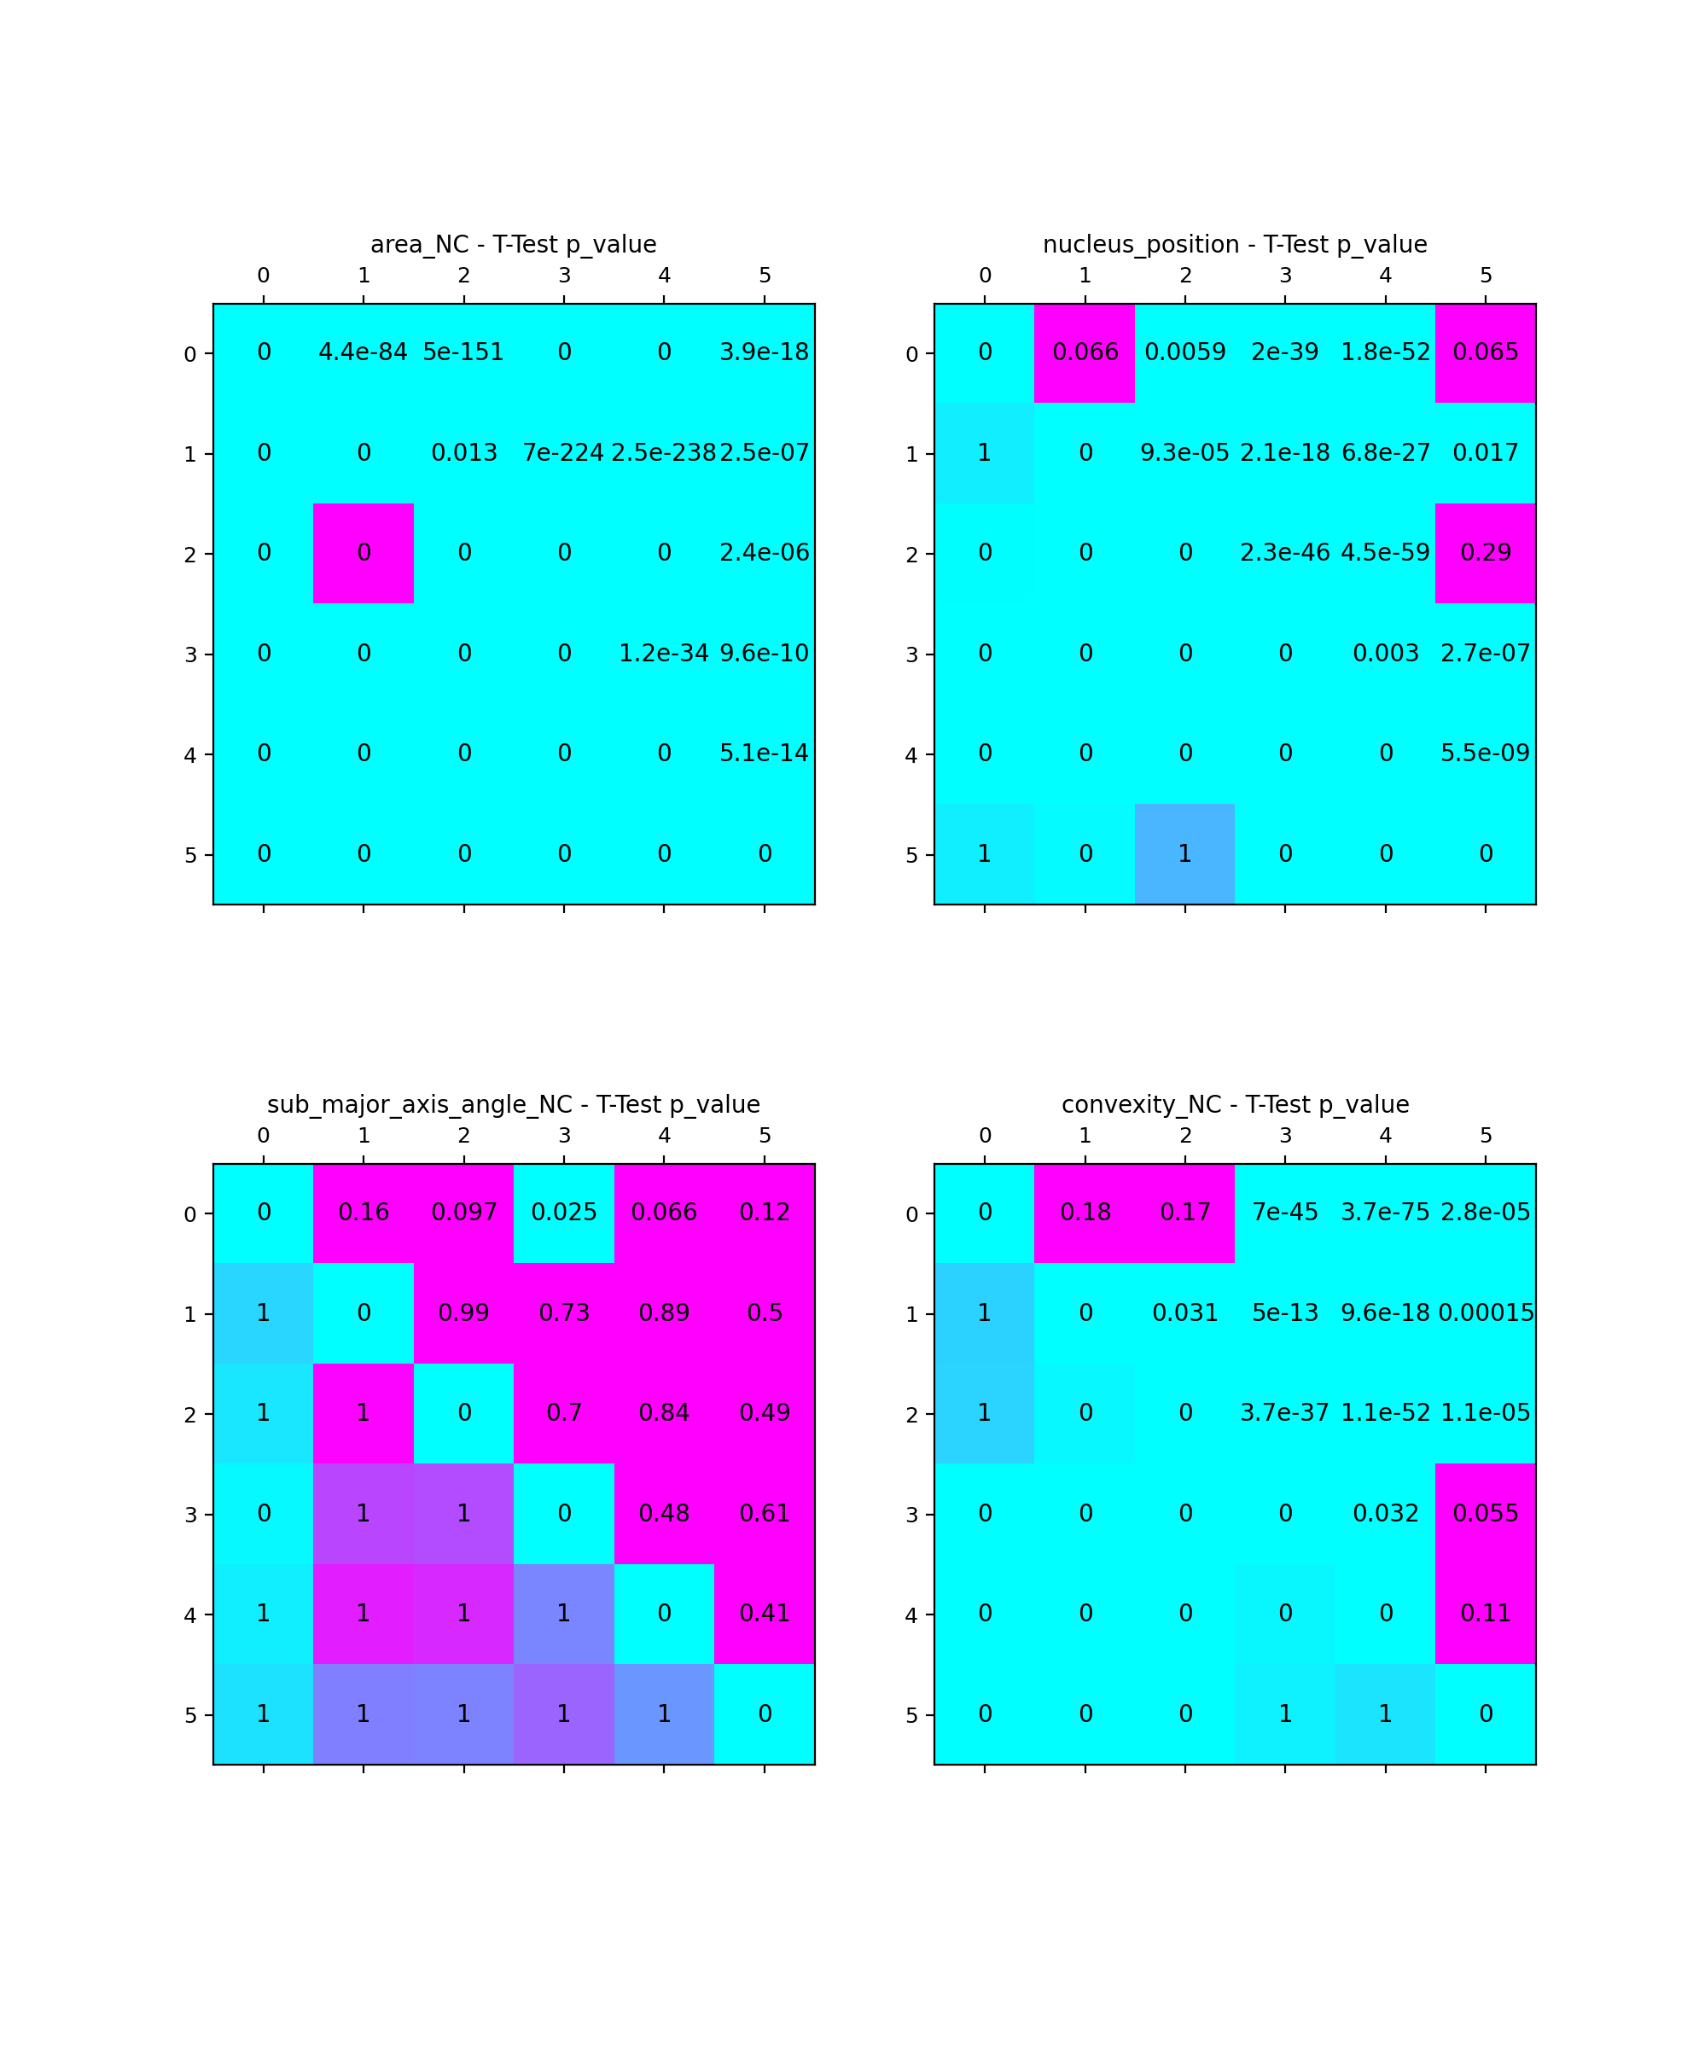 area_NC - T-Test p_value
0 1 2 3 4 5
0 0 4.4e-84 5e-151 0 0 3.9e-18
1 0 0 0.013 7e-224 2.5e-238 2.5e-07
2 0 0 0 0 0 2.4e-06
3 0 0 0 0 1.2e-34 9.6e-10
4 0 0 0 0 0 5.1e-14
5 0 0 0 0 0 0
nucleus_position - T-Test p_value
0 1 2 3 4 5
0 0 0.066 0.0059 2e-39 1.8e-52 0.065
1 1 0 9.3e-05 2.1e-18 6.8e-27 0.017
2 0 0 0 2.3e-46 4.5e-59 0.29
3 0 0 0 0 0.003 2.7e-07
4 0 0 0 0 0 5.5e-09
5 1 0 1 0 0 0
sub_major_axis_angle_NC - T-Test p_value
0 1 2 3 4 5
0 0 0.16 0.097 0.025 0.066 0.12
1 1 0 0.99 0.73 0.89 0.5
2 1 1 0 0.7 0.84 0.49
3 0 1 1 0 0.48 0.61
4 1 1 1 1 0 0.41
5 1 1 1 1 1 0
convexity_NC - T-Test p_value
0 1 2 3 4 5
0 0 0.18 0.17 7e-45 3.7e-75 2.8e-05
1 1 0 0.031 5e-13 9.6e-18 0.00015
2 1 0 0 3.7e-37 1.1e-52 1.1e-05
3 0 0 0 0 0.032 0.055
4 0 0 0 0 0 0.11
5 0 0 0 1 1 0